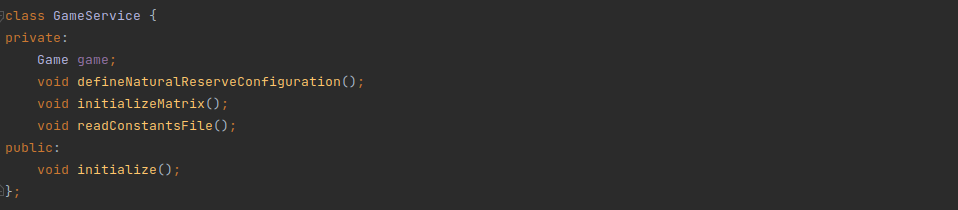 class GameService {
private:
    Game game;
    void defineNaturalReserveConfiguration();
    void initializeMatrix();
    void readConstantsFile();
public:
    void initialize();
};